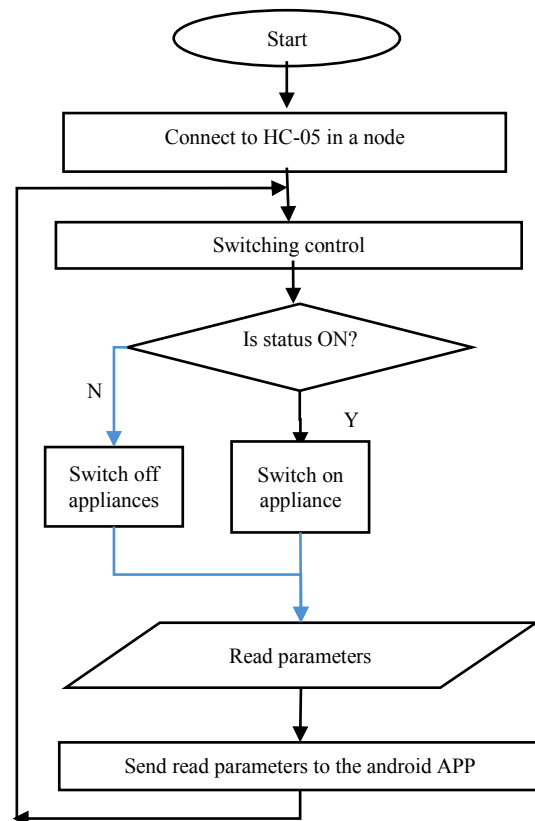 Start
Connect to HC-05 in a node
Switching control
Is status ON?
N
Y
Switch off
appliances
Switch on
appliance
Read parameters
Send read parameters to the android APP